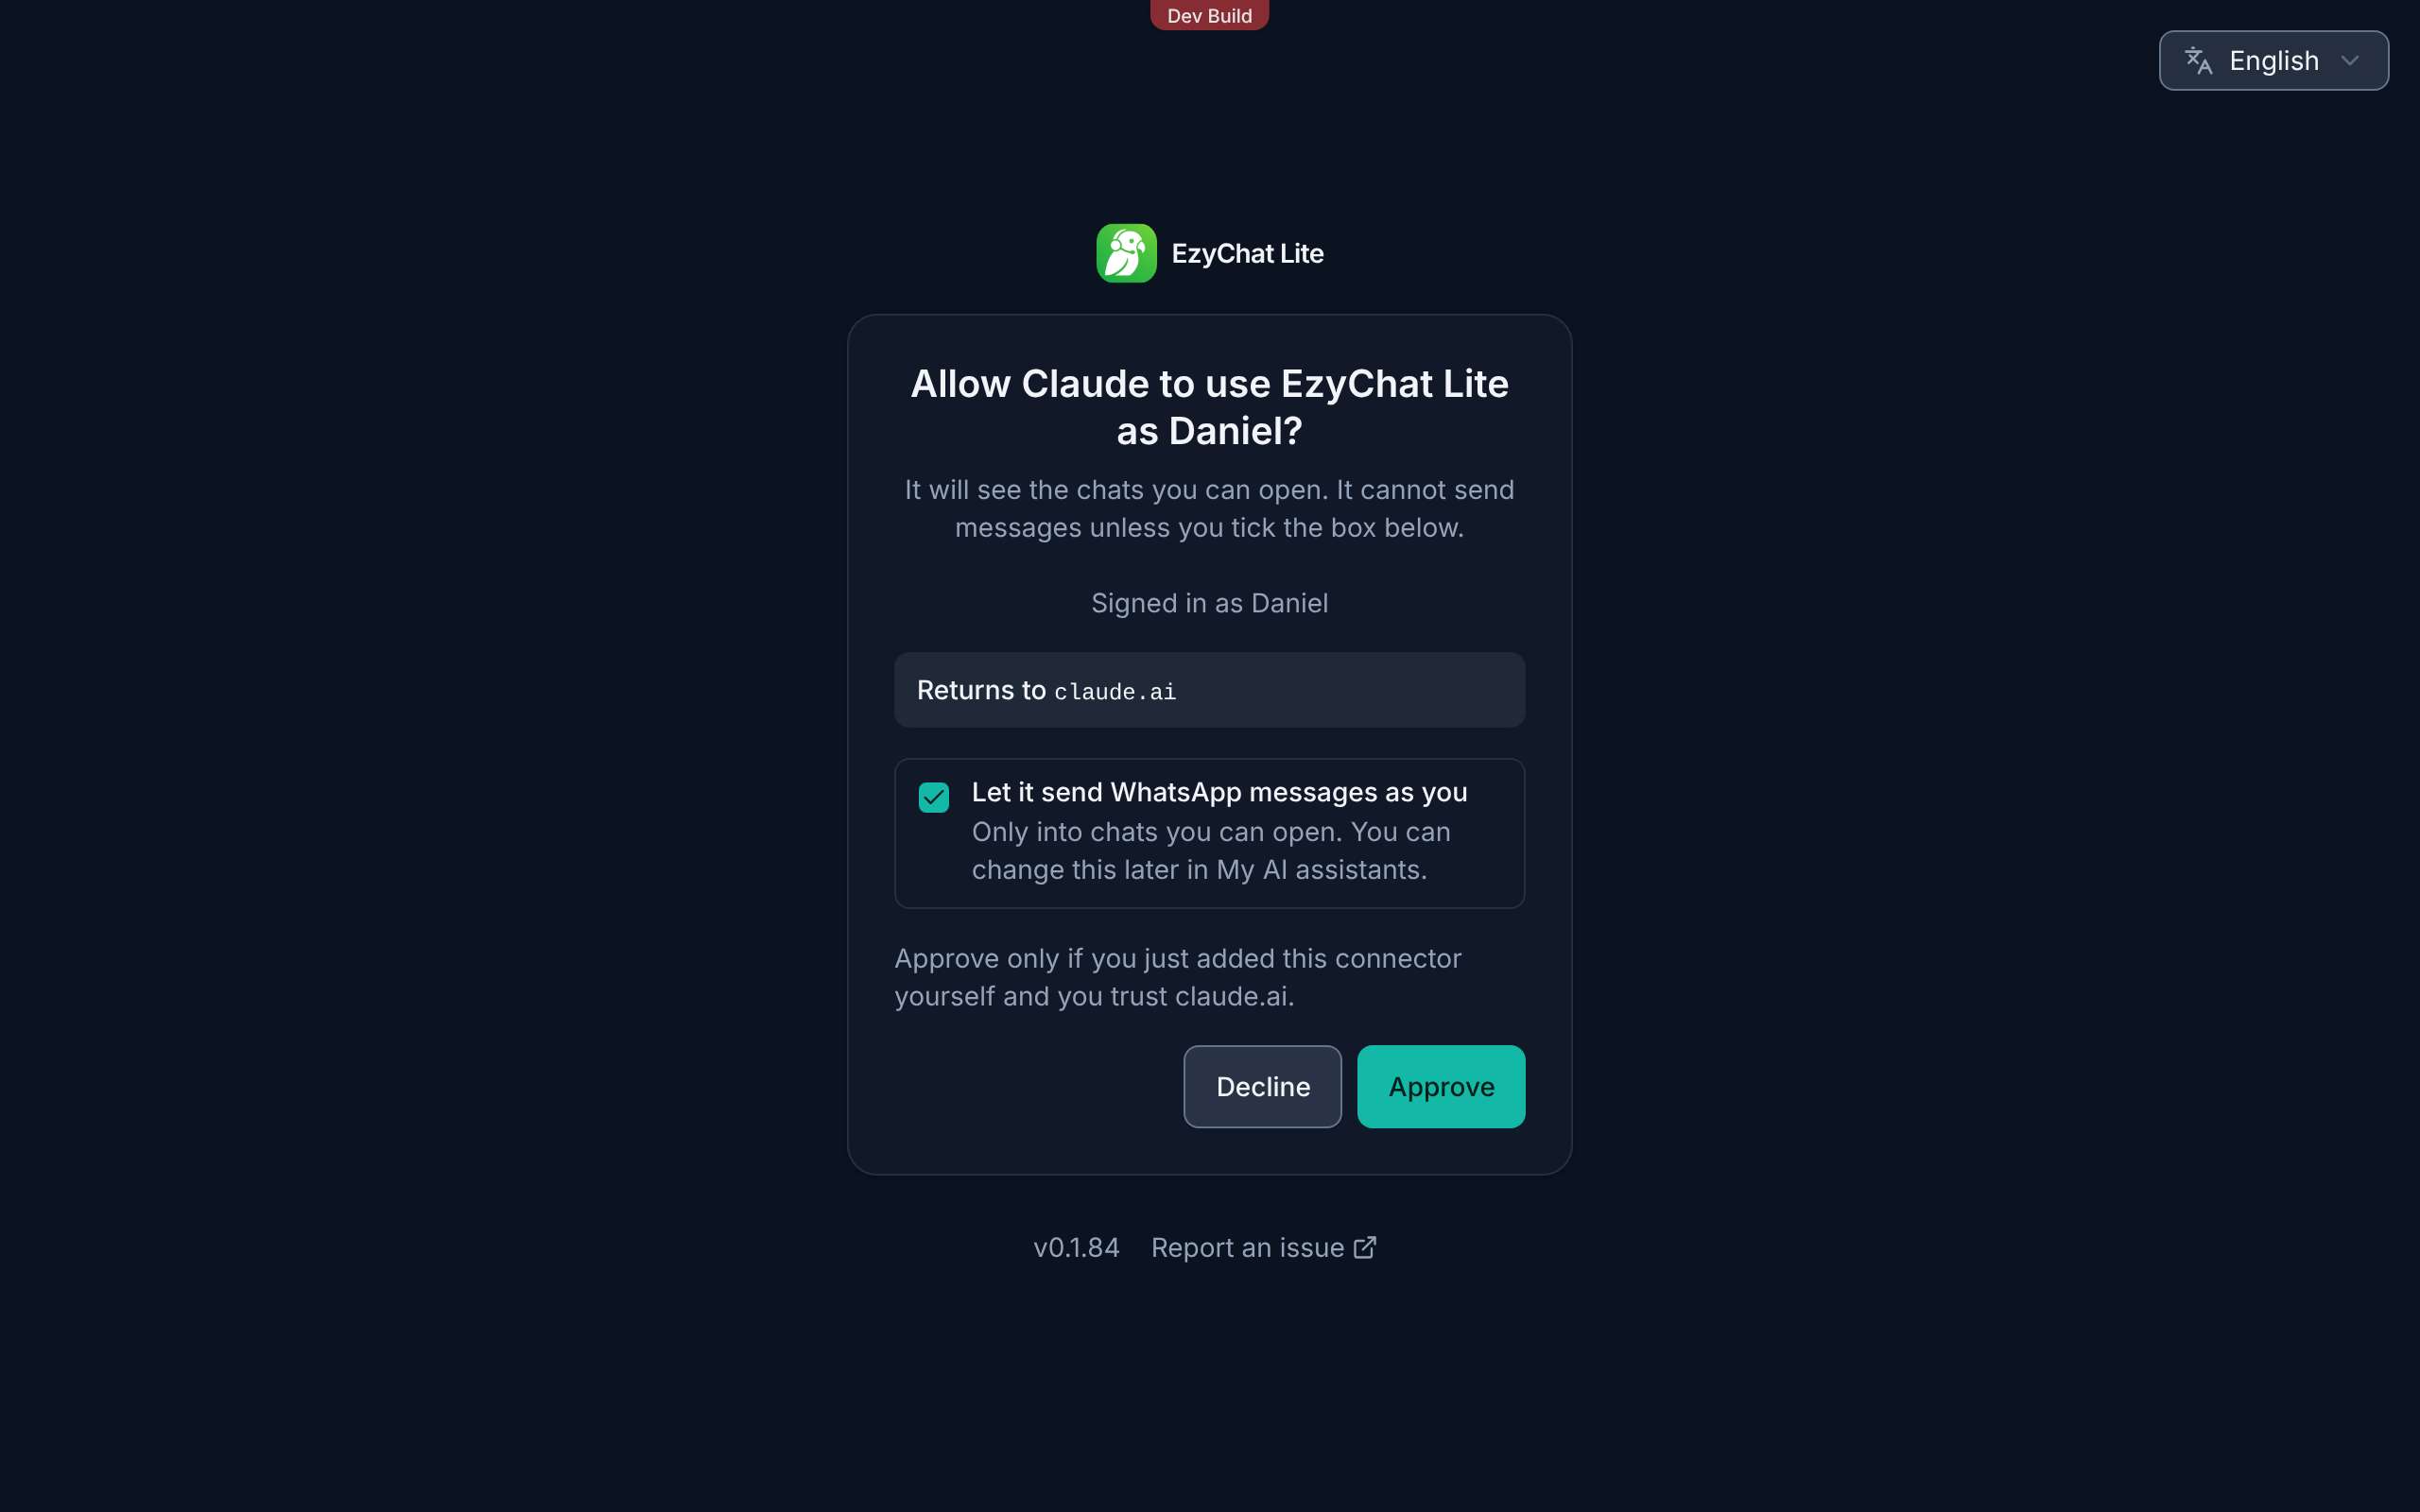 Dev Build
English
EzyChat Lite
Allow Claude to use EzyChat Lite
as Daniel?
It will see the chats you can open. It cannot send
messages unless you tick the box below.
Signed in as Daniel
Returns to claude.ai
Let it send WhatsApp messages as you
Only into chats you can open. You can
change this later in My AI assistants.
Approve only if you just added this connector
yourself and you trust claude.ai.
Decline
Approve
v0.1.84
Report an issue